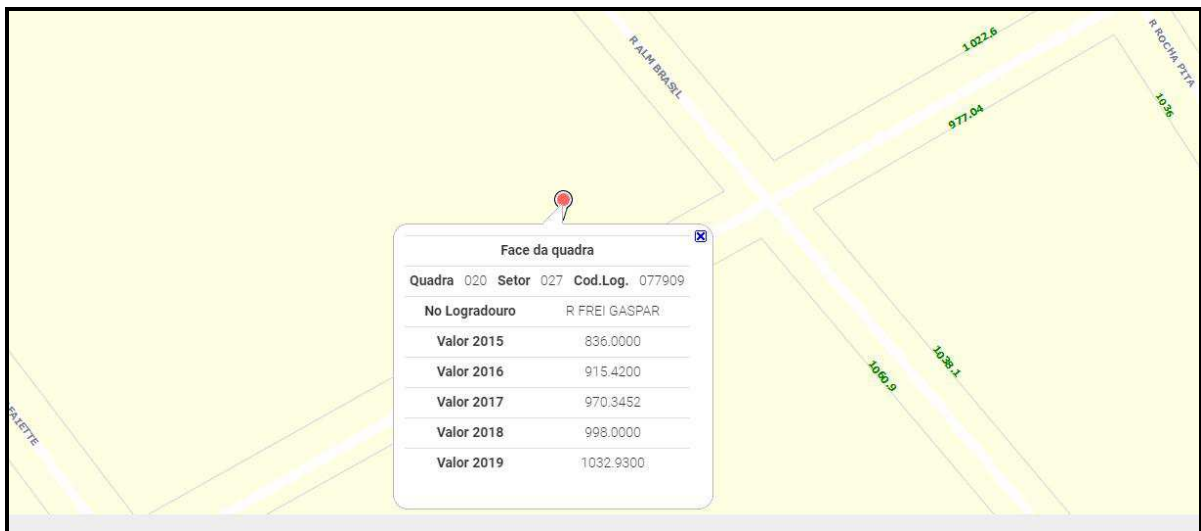 R ALM BRASIL
1022.6
R ROCHA PITA
977.04
1036
Face da quadra
Quadra 020 Setor 027 Cod.Log. 077909
No Logradouro R FREI GASPAR
Valor 2015 836.0000
Valor 2016 915.4200
Valor 2017 970.3452
Valor 2018 998.0000
Valor 2019 1032.9300
1038.1
1060.9
FAIETTE